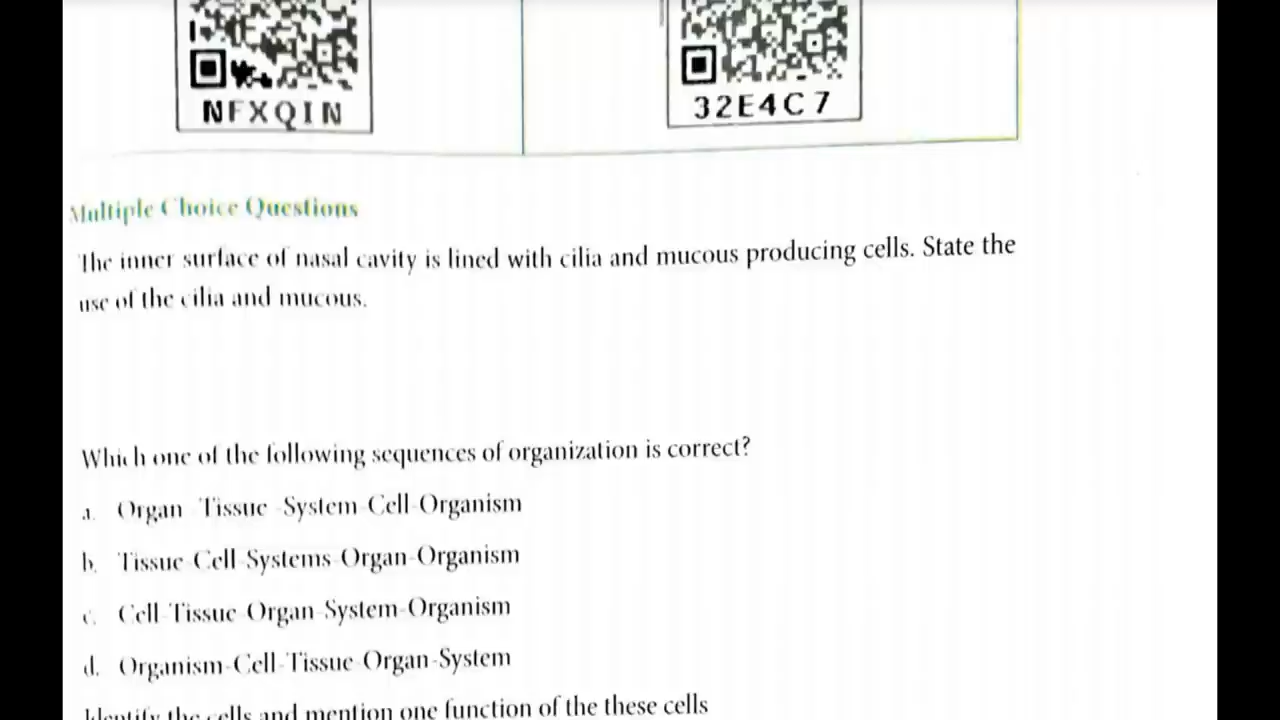 NFXQIN
32E4C7
Multiple Choice Questions
The inner surface of nasal cavity is lined with cilia and mucous producing cells. State the
use of the cilia and mucous.
Which one of the following sequences of organization is correct?
a. Organ Tissue System-Cell-Organism
b. Tissue-Cell-Systems-Organ-Organism
c. Cell-Tissue-Organ-System-Organism
d. Organism-Cell-Tissue-Organ-System
Identify the cells and mention one function of the these cells